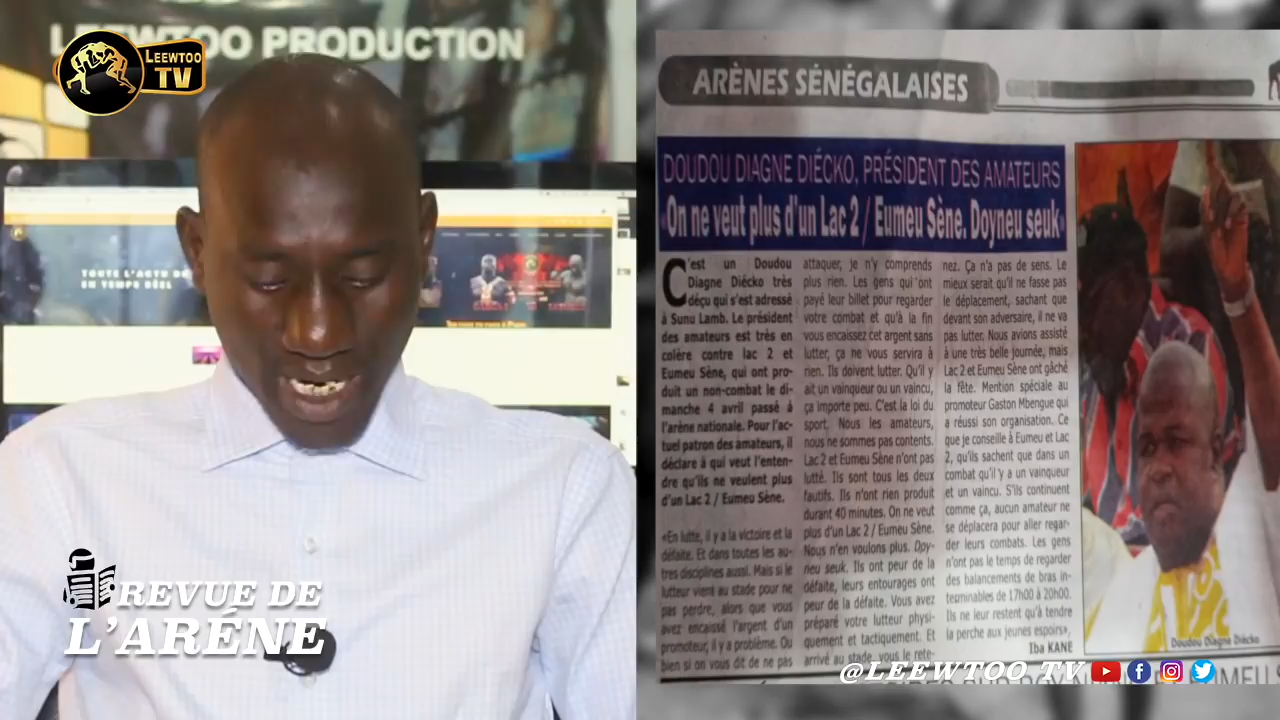 LEEWTOO PRODUCTION
LEEWTOO
TV
TOUTE L'ACTU DE
EN TEMPS RÉEL
REVUE DE
L'ARÉNE
ARÈNES SÉNÉGALAISES
DOUDOU DIAGNE DIÉCKO, PRÉSIDENT DES AMATEURS
«On ne veut plus d'un Lac 2 / Eumeu Sène. Doyneu seuk»
C'est un Doudou
Diagne Diécko très
déçu qui s'est adressé
à Sunu Lamb. Le président
des amateurs est très en
colère contre lac 2 et
Eumeu Sène, qui ont pro-
duit un non-combat le di-
manche 4 avril passé à
l'arène nationale. Pour l'ac-
tuel patron des amateurs, il
déclare à qui veut l'enten-
dre qu'ils ne veulent plus
d'un Lac 2 / Eumeu Sène.
«En lutte, il y a la victoire et la
défaite. Et dans toutes les au-
tres disciplines aussi. Mais si le
lutteur vient au stade pour ne
pas perdre, alors que vous
avez encaissé l'argent d'un
promoteur, il y a problème. Ou
bien si on vous dit de ne pas
attaquer, je n'y comprends
plus rien. Les gens qui ont
payé leur billet pour regarder
votre combat et qu'à la fin
vous encaissez cet argent sans
lutter, ça ne vous servira à
rien. Ils doivent lutter. Qu'il y
ait un vainqueur ou un vaincu,
ça importe peu. C'est la loi du
sport. Nous les amateurs,
nous ne sommes pas contents.
Lac 2 et Eumeu Sène n'ont pas
lutté. Ils sont tous les deux
fautifs. Ils n'ont rien produit
durant 40 minutes. On ne veut
plus d'un Lac 2 / Eumeu Sène.
Nous n'en voulons plus. Doy-
neu seuk. Ils ont peur de la
défaite, leurs entourages ont
peur de la défaite. Vous avez
préparé votre lutteur physi-
quement et tactiquement. Et
arrivé au stade, vous le rete-
nez. Ça n'a pas de sens. Le
mieux serait qu'il ne fasse pas
le déplacement, sachant que
devant son adversaire, il ne va
pas lutter. Nous avions assisté
à une très belle journée, mais
Lac 2 et Eumeu Sène ont gâché
la fête. Mention spéciale au
promoteur Gaston Mbengue qui
a réussi son organisation. Ce
que je conseille à Eumeu et Lac
2, qu'ils sachent que dans un
combat qu'il y a un vainqueur
et un vaincu. S'ils continuent
comme ça, aucun amateur ne
se déplacera pour aller regar-
der leurs combats. Les gens
n'ont pas le temps de regarder
des balancements de bras in-
terminables de 17h00 à 20h00.
Ils ne leur restent qu'à tendre
la perche aux jeunes espoirs»,
Iba KANE
Doudou Diagne Diécko
@LEEWTOO TV